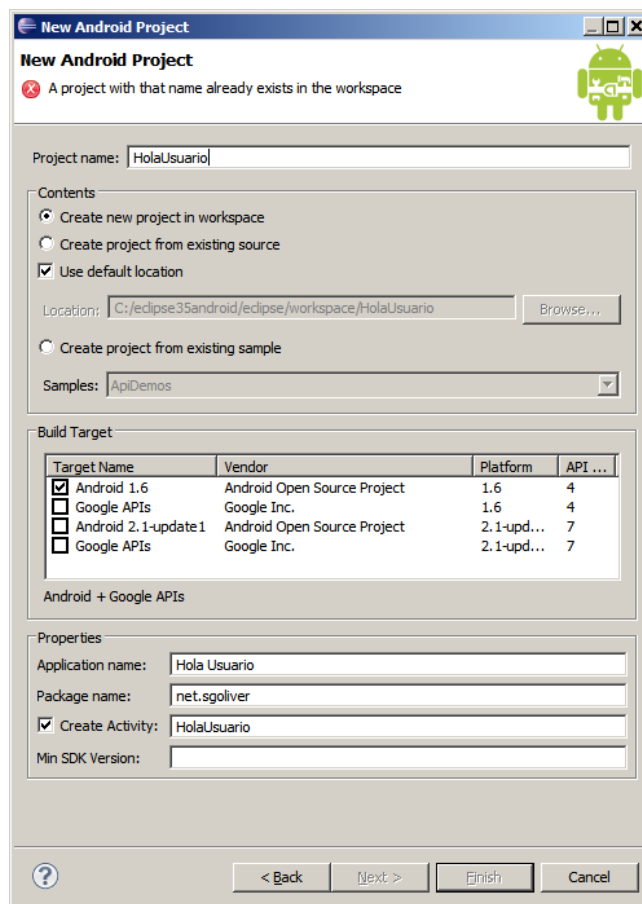 New Android Project
New Android Project
A project with that name already exists in the workspace
Project name: HolaUsuario
Contents
Create new project in workspace
Create project from existing source
Use default location
Location: C:/eclipse35android/eclipse/workspace/HolaUsuario Browse...
Create project from existing sample
Samples: ApiDemos
Build Target
Target Name Vendor Platform API ...
Android 1.6 Android Open Source Project 1.6 4
Google APIs Google Inc. 1.6 4
Android 2.1-update1 Android Open Source Project 2.1-upd... 7
Google APIs Google Inc. 2.1-upd... 7
Android + Google APIs
Properties
Application name: Hola Usuario
Package name: net.sgoliver
Create Activity: HolaUsuario
Min SDK Version:
? < Back Next > Finish Cancel